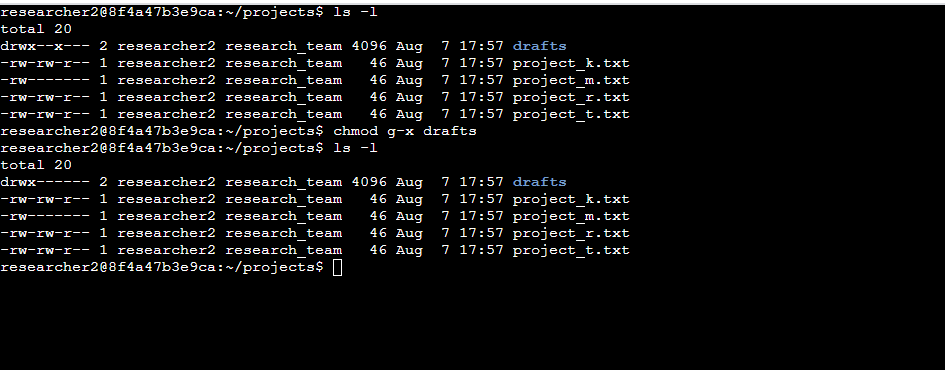 researcher2@8f4a47b3e9ca:~/projects$ ls -l
total 20
drwx--x--- 2 researcher2 research_team 4096 Aug  7 17:57 drafts
-rw-rw-r-- 1 researcher2 research_team   46 Aug  7 17:57 project_k.txt
-rw------- 1 researcher2 research_team   46 Aug  7 17:57 project_m.txt
-rw-rw-r-- 1 researcher2 research_team   46 Aug  7 17:57 project_r.txt
-rw-rw-r-- 1 researcher2 research_team   46 Aug  7 17:57 project_t.txt
researcher2@8f4a47b3e9ca:~/projects$ chmod g-x drafts
researcher2@8f4a47b3e9ca:~/projects$ ls -l
total 20
drwx------ 2 researcher2 research_team 4096 Aug  7 17:57 drafts
-rw-rw-r-- 1 researcher2 research_team   46 Aug  7 17:57 project_k.txt
-rw------- 1 researcher2 research_team   46 Aug  7 17:57 project_m.txt
-rw-rw-r-- 1 researcher2 research_team   46 Aug  7 17:57 project_r.txt
-rw-rw-r-- 1 researcher2 research_team   46 Aug  7 17:57 project_t.txt
researcher2@8f4a47b3e9ca:~/projects$